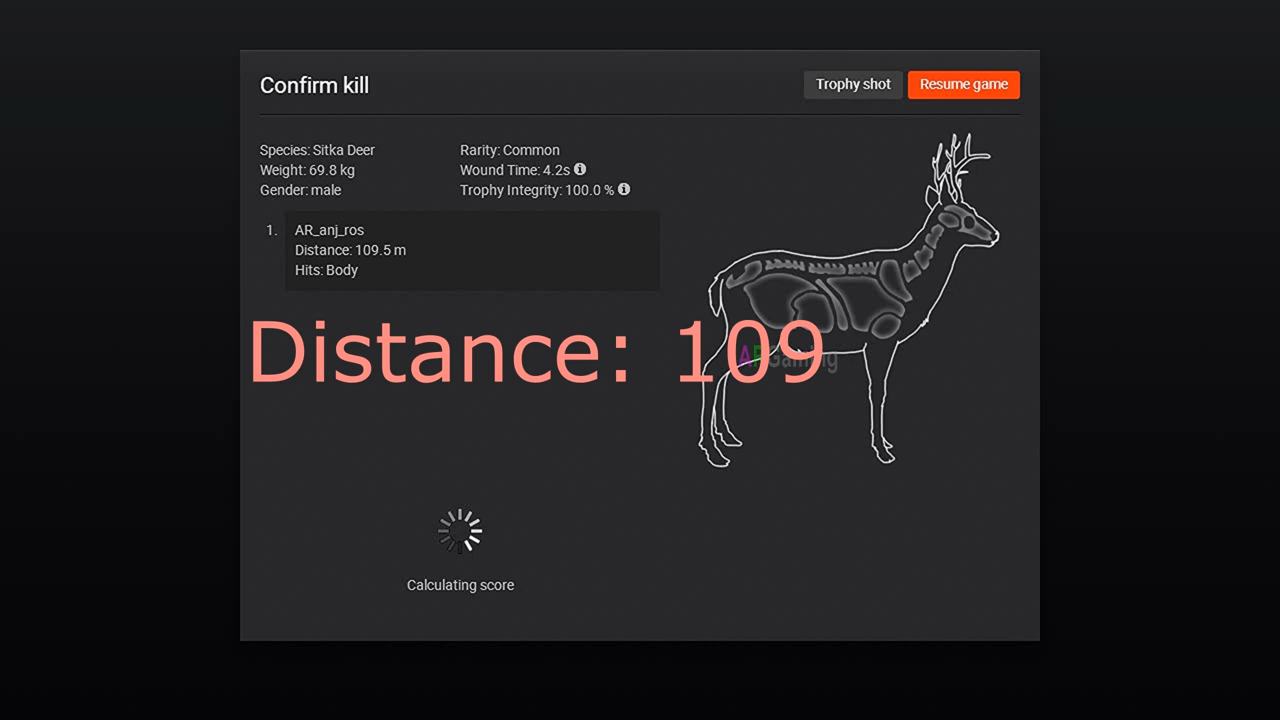 Confirm kill
Trophy shot
Resume game
Species: Sitka Deer
Weight: 69.8 kg
Gender: male
Rarity: Common
Wound Time: 4.2s
Trophy Integrity: 100.0 %
1.
AR_anj_ros
Distance: 109.5 m
Hits: Body
Distance: 109
ARGaming
Calculating score